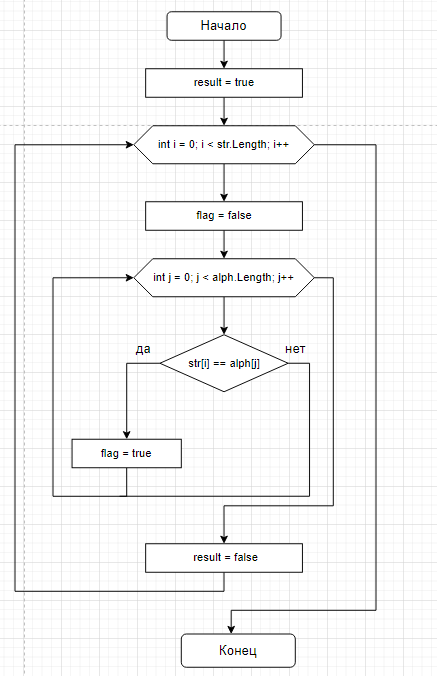 Начало
result = true
int i = 0; i < str.Length; i++
flag = false
int j = 0; j < alph.Length; j++
да
нет
str[i] == alph[j]
flag = true
result = false
Конец